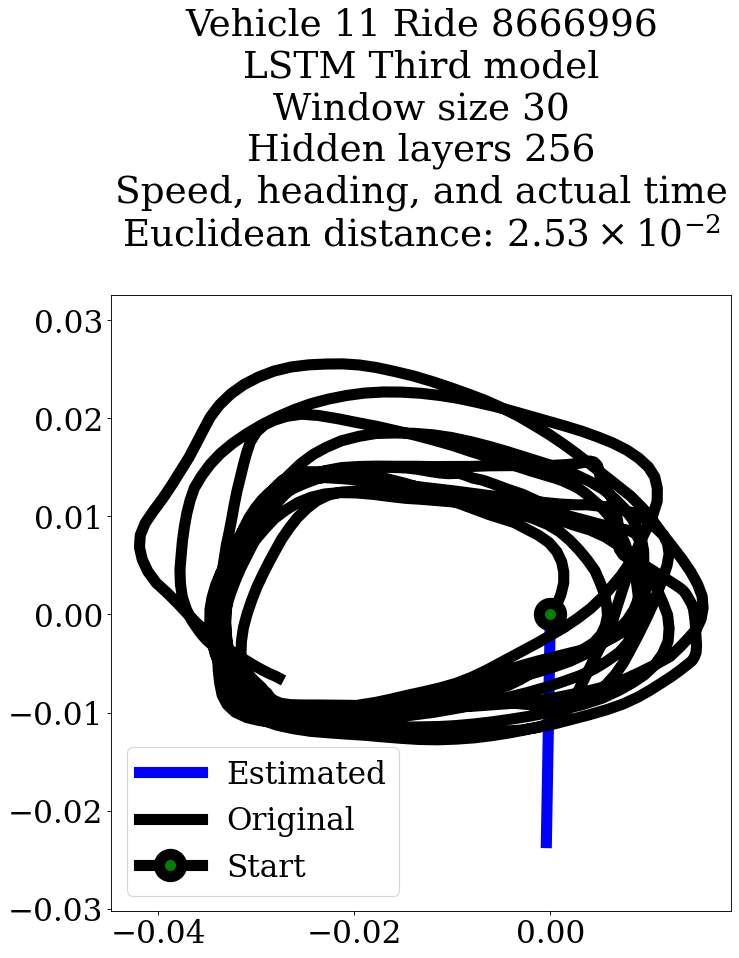 Vehicle 11 Ride 8666996
LSTM Third model
Window size 30
Hidden layers 256
Speed, heading, and actual time
Euclidean distance: 2.53 × 10⁻²
0.03
0.02
0.01
0.00
−0.01
−0.02
−0.03
Estimated
Original
Start
−0.04 −0.02 0.00